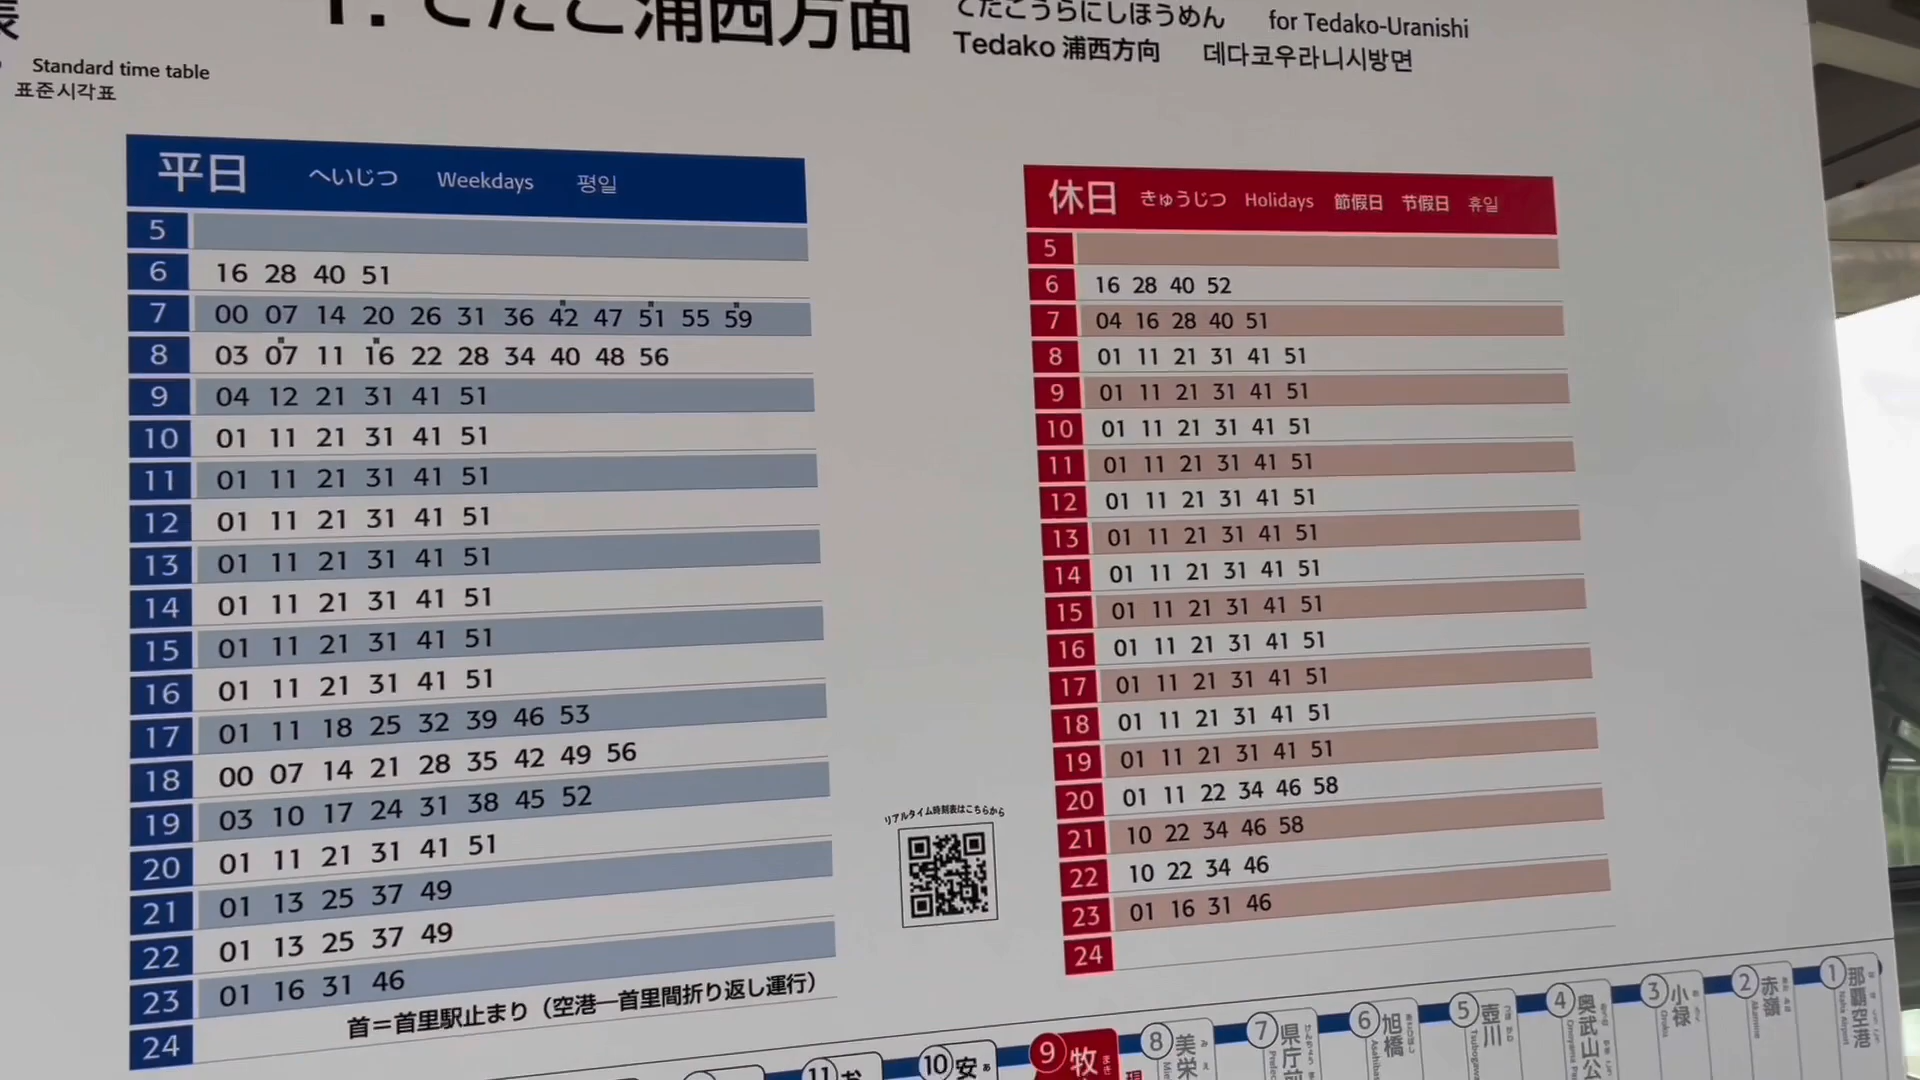 1. てだこ浦西方面
てだこうらにしほうめん for Tedako-Uranishi
Tedako 浦西方向 데다코우라니시방면
Standard time table
표준시각표
平日 へいじつ Weekdays 평일
5
6 16 28 40 51
7 00 07 14 20 26 31 36 42 47 51 55 59
8 03 07 11 16 22 28 34 40 48 56
9 04 12 21 31 41 51
10 01 11 21 31 41 51
11 01 11 21 31 41 51
12 01 11 21 31 41 51
13 01 11 21 31 41 51
14 01 11 21 31 41 51
15 01 11 21 31 41 51
16 01 11 21 31 41 51
17 01 11 18 25 32 39 46 53
18 00 07 14 21 28 35 42 49 56
19 03 10 17 24 31 38 45 52
20 01 11 21 31 41 51
21 01 13 25 37 49
22 01 13 25 37 49
23 01 16 31 46
24
首＝首里駅止まり（空港―首里間折り返し運行）
休日 きゅうじつ Holidays 節假日 节假日 휴일
5
6 16 28 40 52
7 04 16 28 40 51
8 01 11 21 31 41 51
9 01 11 21 31 41 51
10 01 11 21 31 41 51
11 01 11 21 31 41 51
12 01 11 21 31 41 51
13 01 11 21 31 41 51
14 01 11 21 31 41 51
15 01 11 21 31 41 51
16 01 11 21 31 41 51
17 01 11 21 31 41 51
18 01 11 21 31 41 51
19 01 11 21 31 41 51
20 01 11 22 34 46 58
21 10 22 34 46 58
22 10 22 34 46
23 01 16 31 46
24
リアルタイム時刻表はこちらから
11 お
10 安
9 牧
8 美栄
7 県庁前
6 旭橋
5 壺川
4 奥武山公
3 小禄
2 赤嶺
1 那覇空港